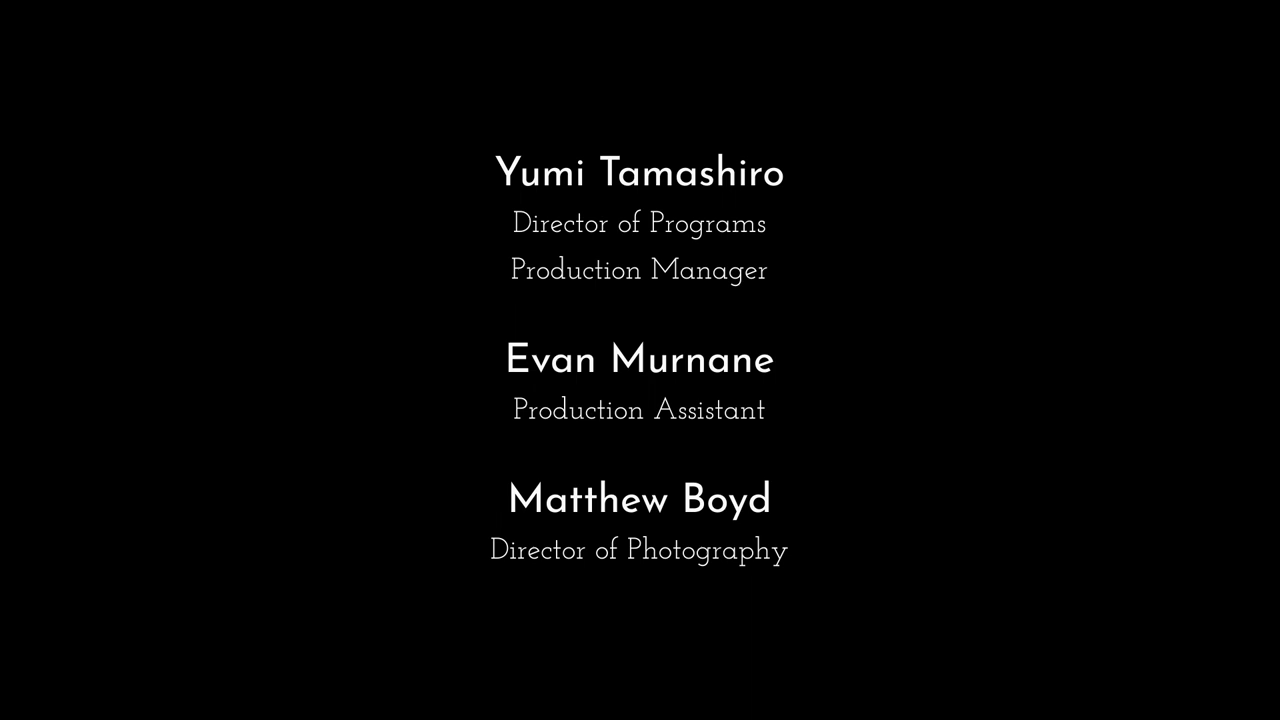 Yumi Tamashiro
Director of Programs
Production Manager
Evan Murnane
Production Assistant
Matthew Boyd
Director of Photography